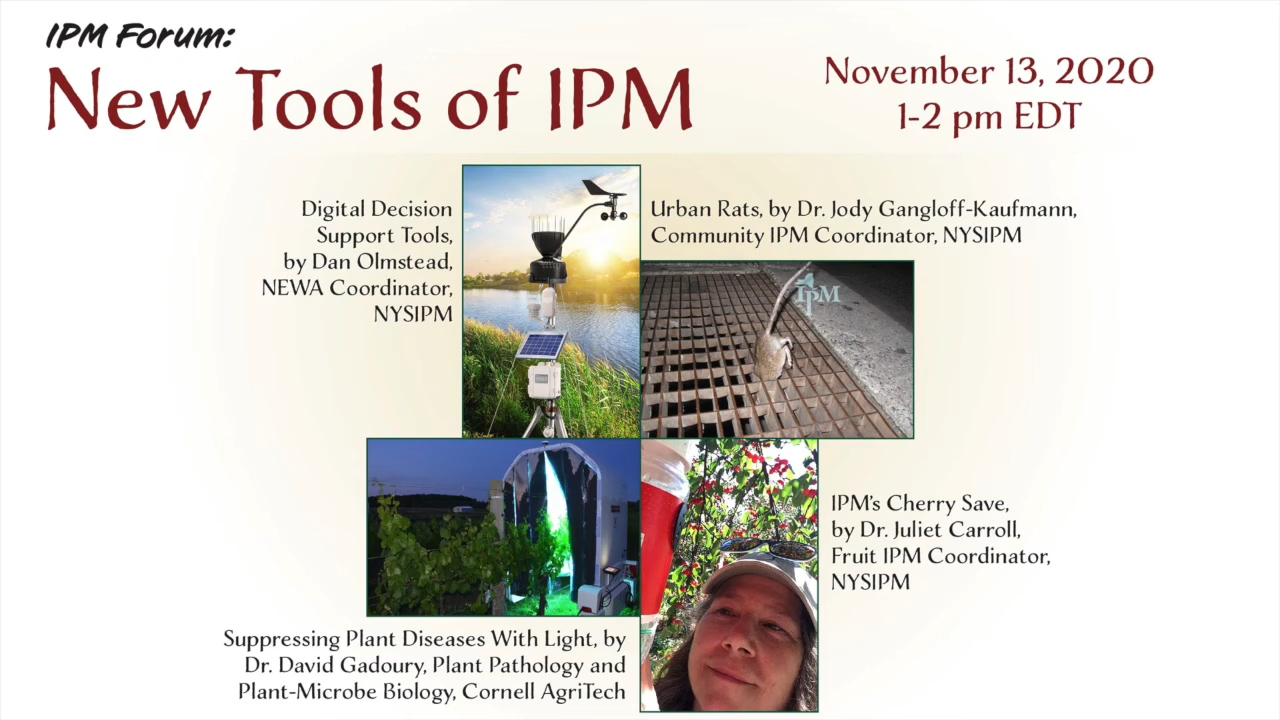 IPM Forum:
New Tools of IPM
November 13, 2020
1-2 pm EDT
Digital Decision
Support Tools,
by Dan Olmstead,
NEWA Coordinator,
NYSIPM
Urban Rats, by Dr. Jody Gangloff-Kaufmann,
Community IPM Coordinator, NYSIPM
IPM
IPM's Cherry Save,
by Dr. Juliet Carroll,
Fruit IPM Coordinator,
NYSIPM
Suppressing Plant Diseases With Light, by
Dr. David Gadoury, Plant Pathology and
Plant-Microbe Biology, Cornell AgriTech